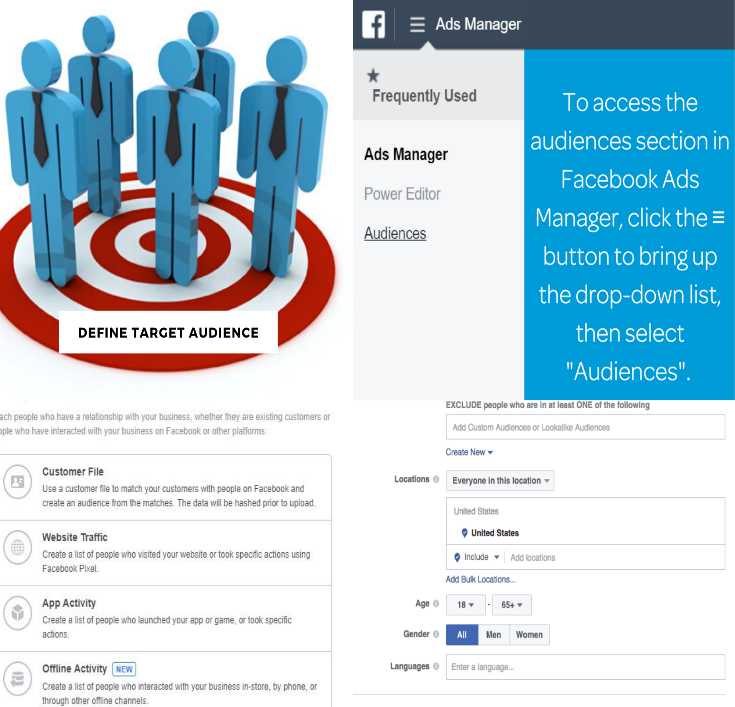 DEFINE TARGET AUDIENCE
f
Ads Manager
Frequently Used
Ads Manager
Power Editor
Audiences
To access the
audiences section in
Facebook Ads
Manager, click the ≡
button to bring up
the drop-down list,
then select
"Audiences".
ach people who have a relationship with your business, whether they are existing customers or
ople who have interacted with your business on Facebook or other platforms.
Customer File
Use a customer file to match your customers with people on Facebook and
create an audience from the matches. The data will be hashed prior to upload.
Website Traffic
Create a list of people who visited your website or took specific actions using
Facebook Pixel.
App Activity
Create a list of people who launched your app or game, or took specific
actions.
Offline Activity NEW
Create a list of people who interacted with your business in-store, by phone, or
through other offline channels.
EXCLUDE people who are in at least ONE of the following
Add Custom Audiences or Lookalike Audiences
Create New
Locations Everyone in this location
United States
United States
Include Add locations
Add Bulk Locations...
Age 18 - 65+
Gender All Men Women
Languages Enter a language...